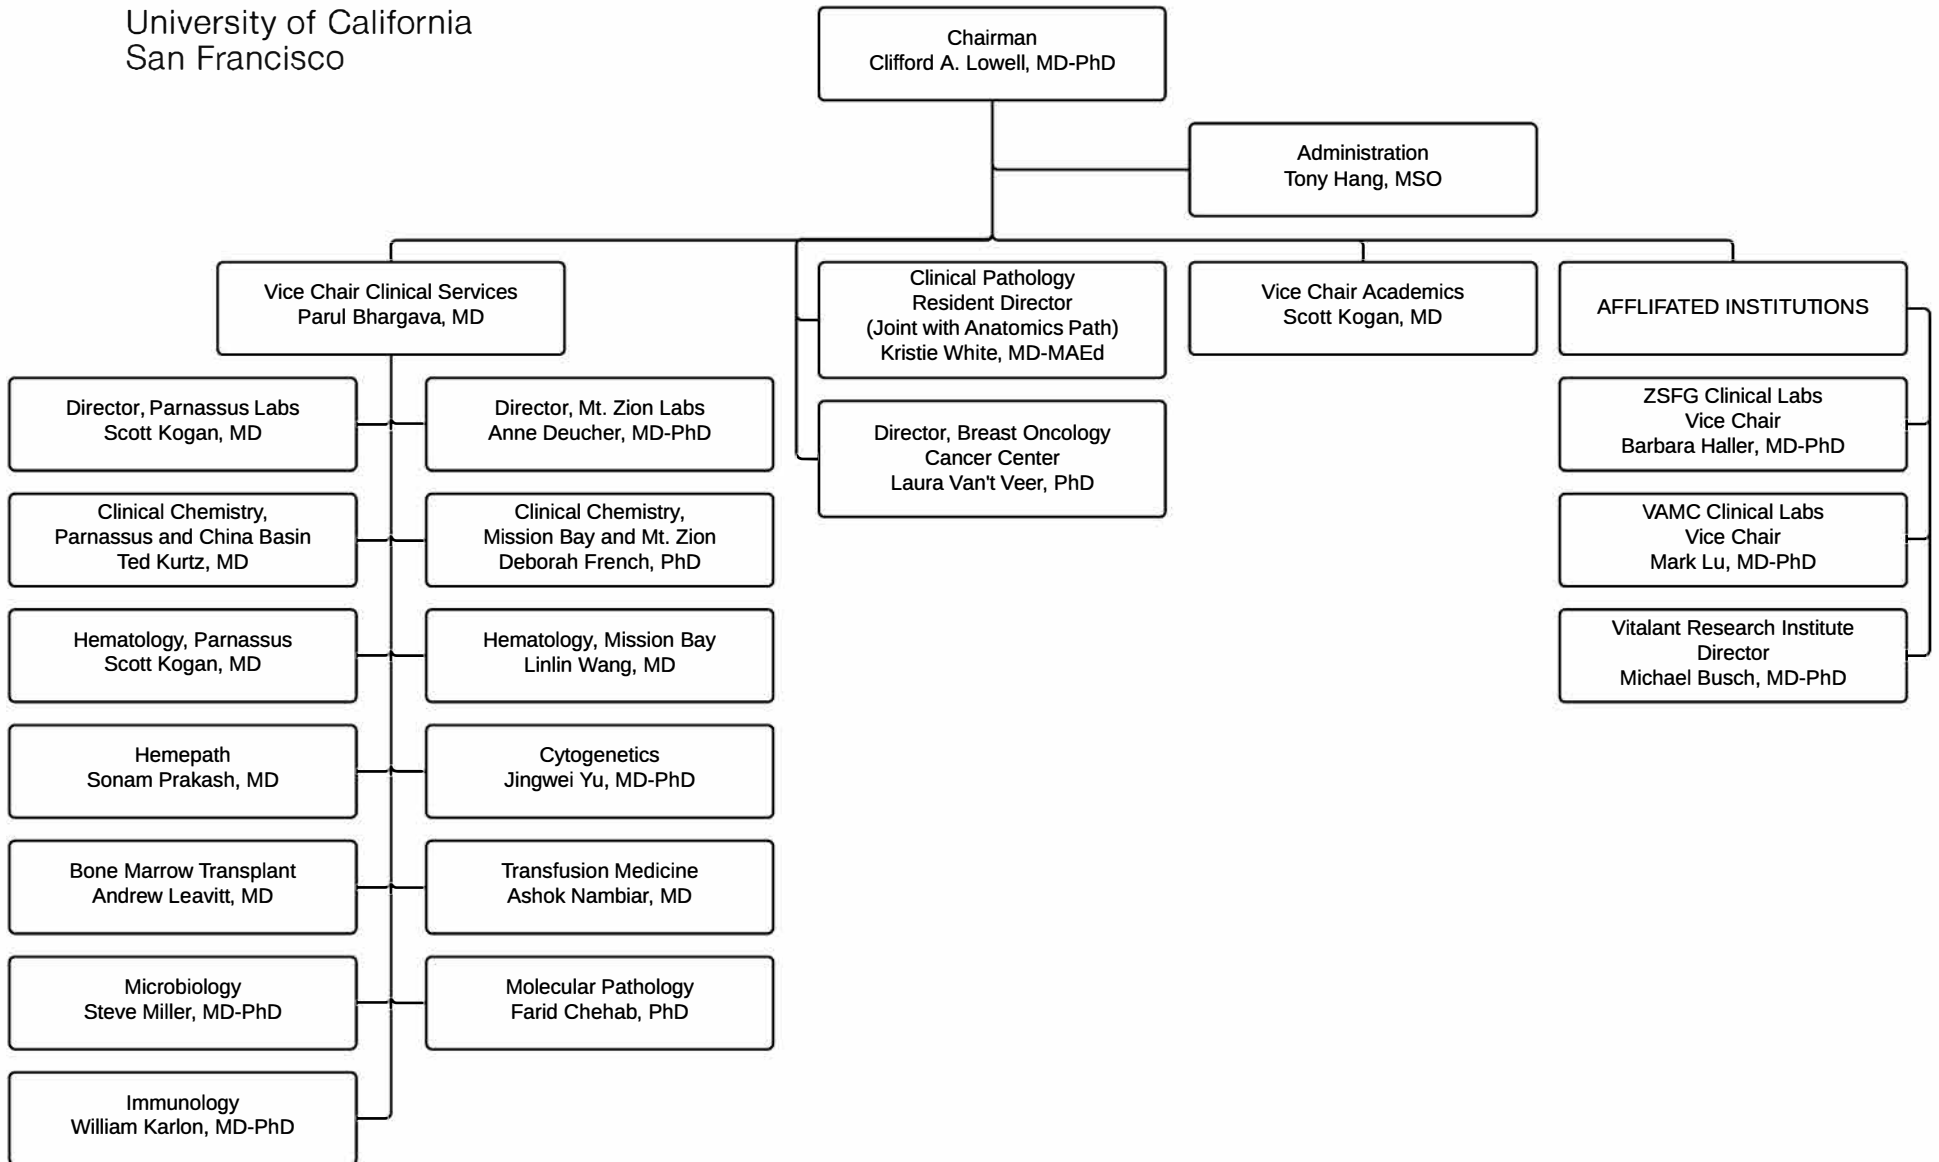 University of California
San Francisco
Chairman
Clifford A. Lowell, MD-PhD
Administration
Tony Hang, MSO
Vice Chair Clinical Services
Parul Bhargava, MD
Clinical Pathology
Resident Director
(Joint with Anatomics Path)
Kristie White, MD-MAEd
Vice Chair Academics
Scott Kogan, MD
AFFLIFATED INSTITUTIONS
Director, Parnassus Labs
Scott Kogan, MD
Director, Mt. Zion Labs
Anne Deucher, MD-PhD
Director, Breast Oncology
Cancer Center
Laura Van't Veer, PhD
ZSFG Clinical Labs
Vice Chair
Barbara Haller, MD-PhD
Clinical Chemistry,
Parnassus and China Basin
Ted Kurtz, MD
Clinical Chemistry,
Mission Bay and Mt. Zion
Deborah French, PhD
VAMC Clinical Labs
Vice Chair
Mark Lu, MD-PhD
Hematology, Parnassus
Scott Kogan, MD
Hematology, Mission Bay
Linlin Wang, MD
Vitalant Research Institute
Director
Michael Busch, MD-PhD
Hemepath
Sonam Prakash, MD
Cytogenetics
Jingwei Yu, MD-PhD
Bone Marrow Transplant
Andrew Leavitt, MD
Transfusion Medicine
Ashok Nambiar, MD
Microbiology
Steve Miller, MD-PhD
Molecular Pathology
Farid Chehab, PhD
Immunology
William Karlon, MD-PhD